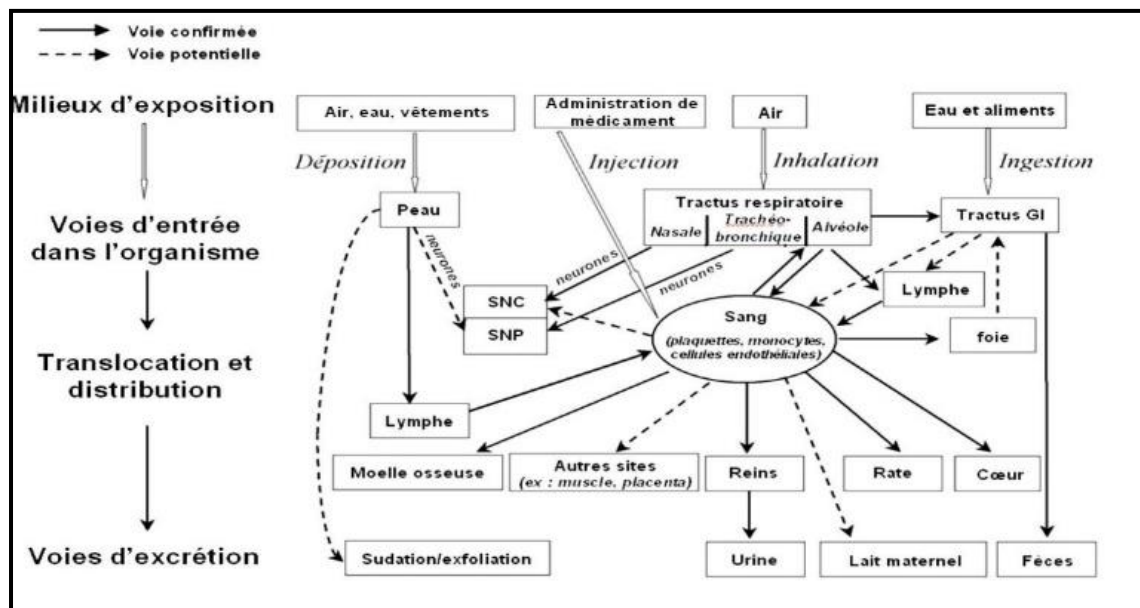 Voie confirmée
Voie potentielle
Milieux d'exposition
Air, eau, vêtements
Administration de
médicament
Air
Eau et aliments
Déposition
Injection
Inhalation
Ingestion
Voies d'entrée
dans l'organisme
Peau
Tractus respiratoire
Nasale
Trachéo-
bronchique
Alvéole
Tractus GI
neurones
neurones
neurones
SNC
SNP
Lymphe
Sang
(plaquettes, monocytes,
cellules endothéliales)
foie
Translocation et
distribution
Lymphe
Moelle osseuse
Autres sites
(ex : muscle, placenta)
Reins
Rate
Cœur
Voies d'excrétion
Sudation/exfoliation
Urine
Lait maternel
Féces